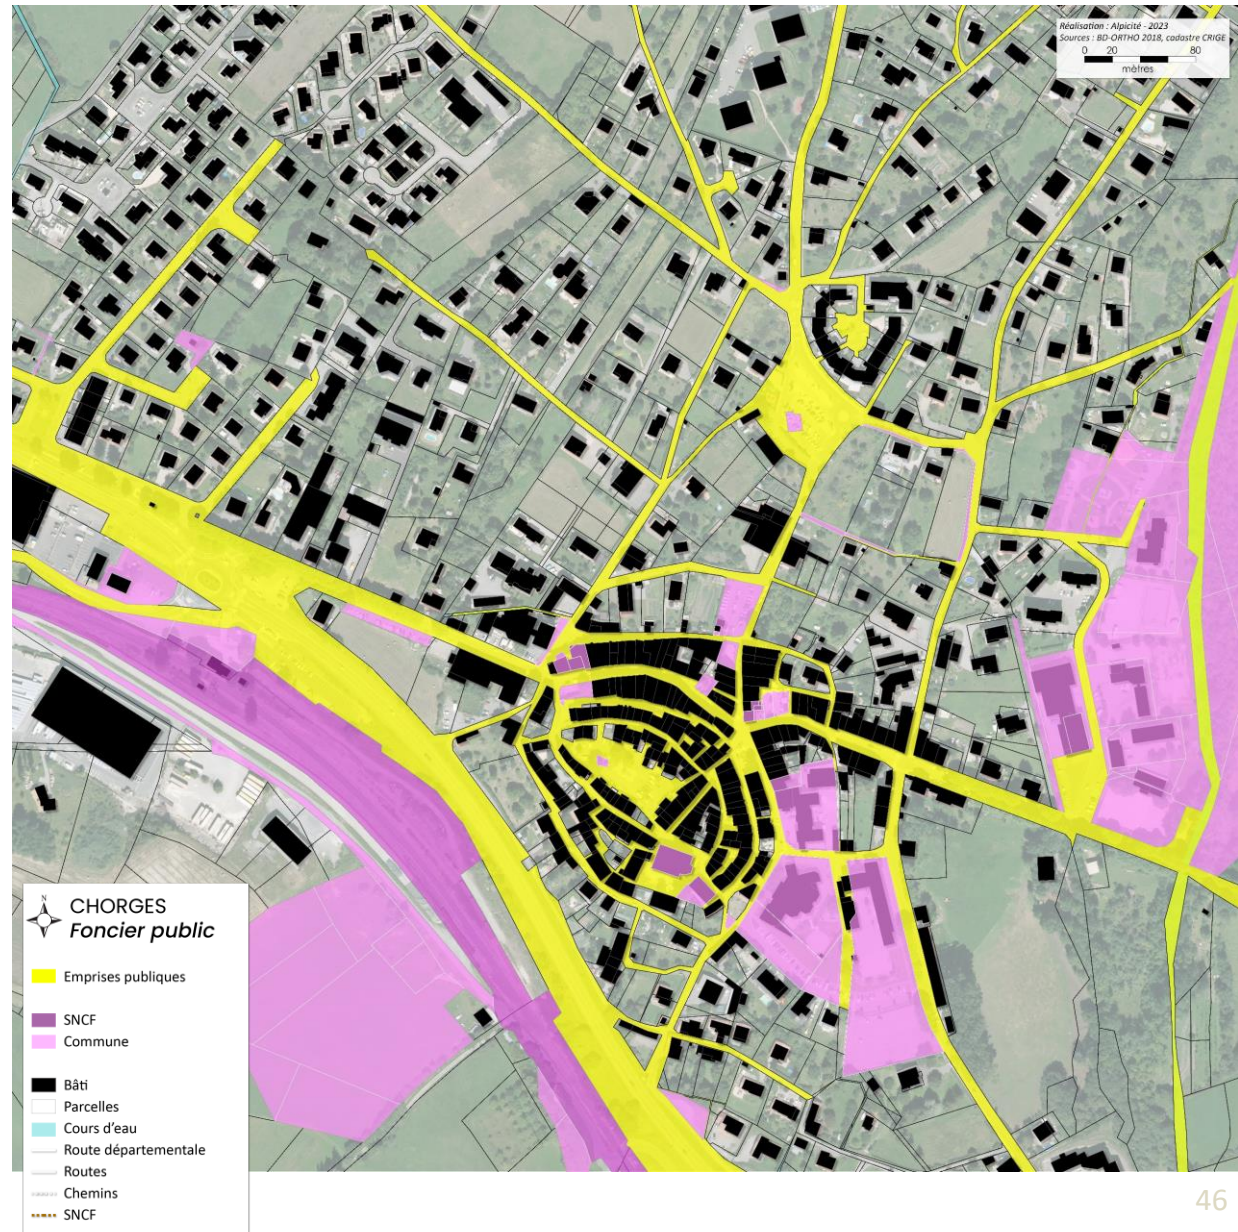 Réalisation : Alpicité - 2023
Sources : BD-ORTHO 2018, cadastre CRIGE
0 20 80
mètres
N
CHORGES
Foncier public
Emprises publiques
SNCF
Commune
Bâti
Parcelles
Cours d'eau
Route départementale
Routes
Chemins
SNCF
46